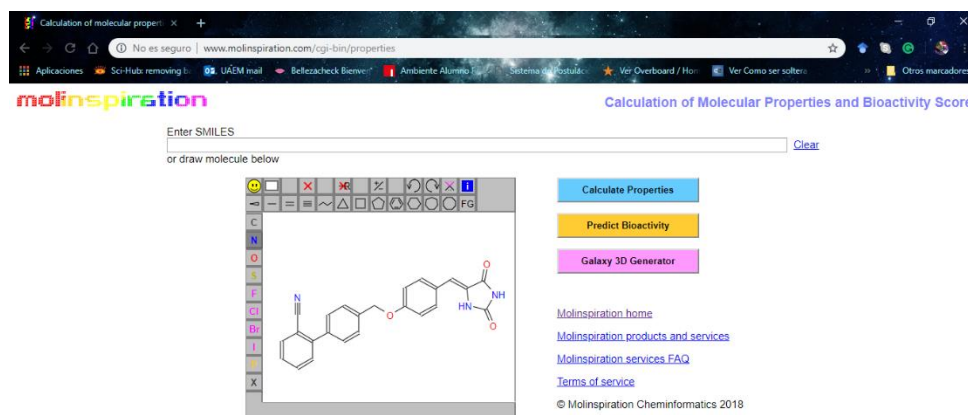 Calculation of molecular propert × +
No es seguro | www.molinspiration.com/cgi-bin/properties
Aplicaciones Sci-Hub: removing b UAEM mail Bellezacheck Bienven Ambiente Alumno Sistema de Postulac Ver Overboard / Hom Ver Como ser soltera » Otros marcadores
molinspiration
Calculation of Molecular Properties and Bioactivity Score
Enter SMILES
Clear
or draw molecule below
XR +/- i
FG
C
N
O
S
F
Cl
Br
I
X
N
O
O
NH
HN
O
Calculate Properties
Predict Bioactivity
Galaxy 3D Generator
Molinspiration home
Molinspiration products and services
Molinspiration services FAQ
Terms of service
© Molinspiration Cheminformatics 2018